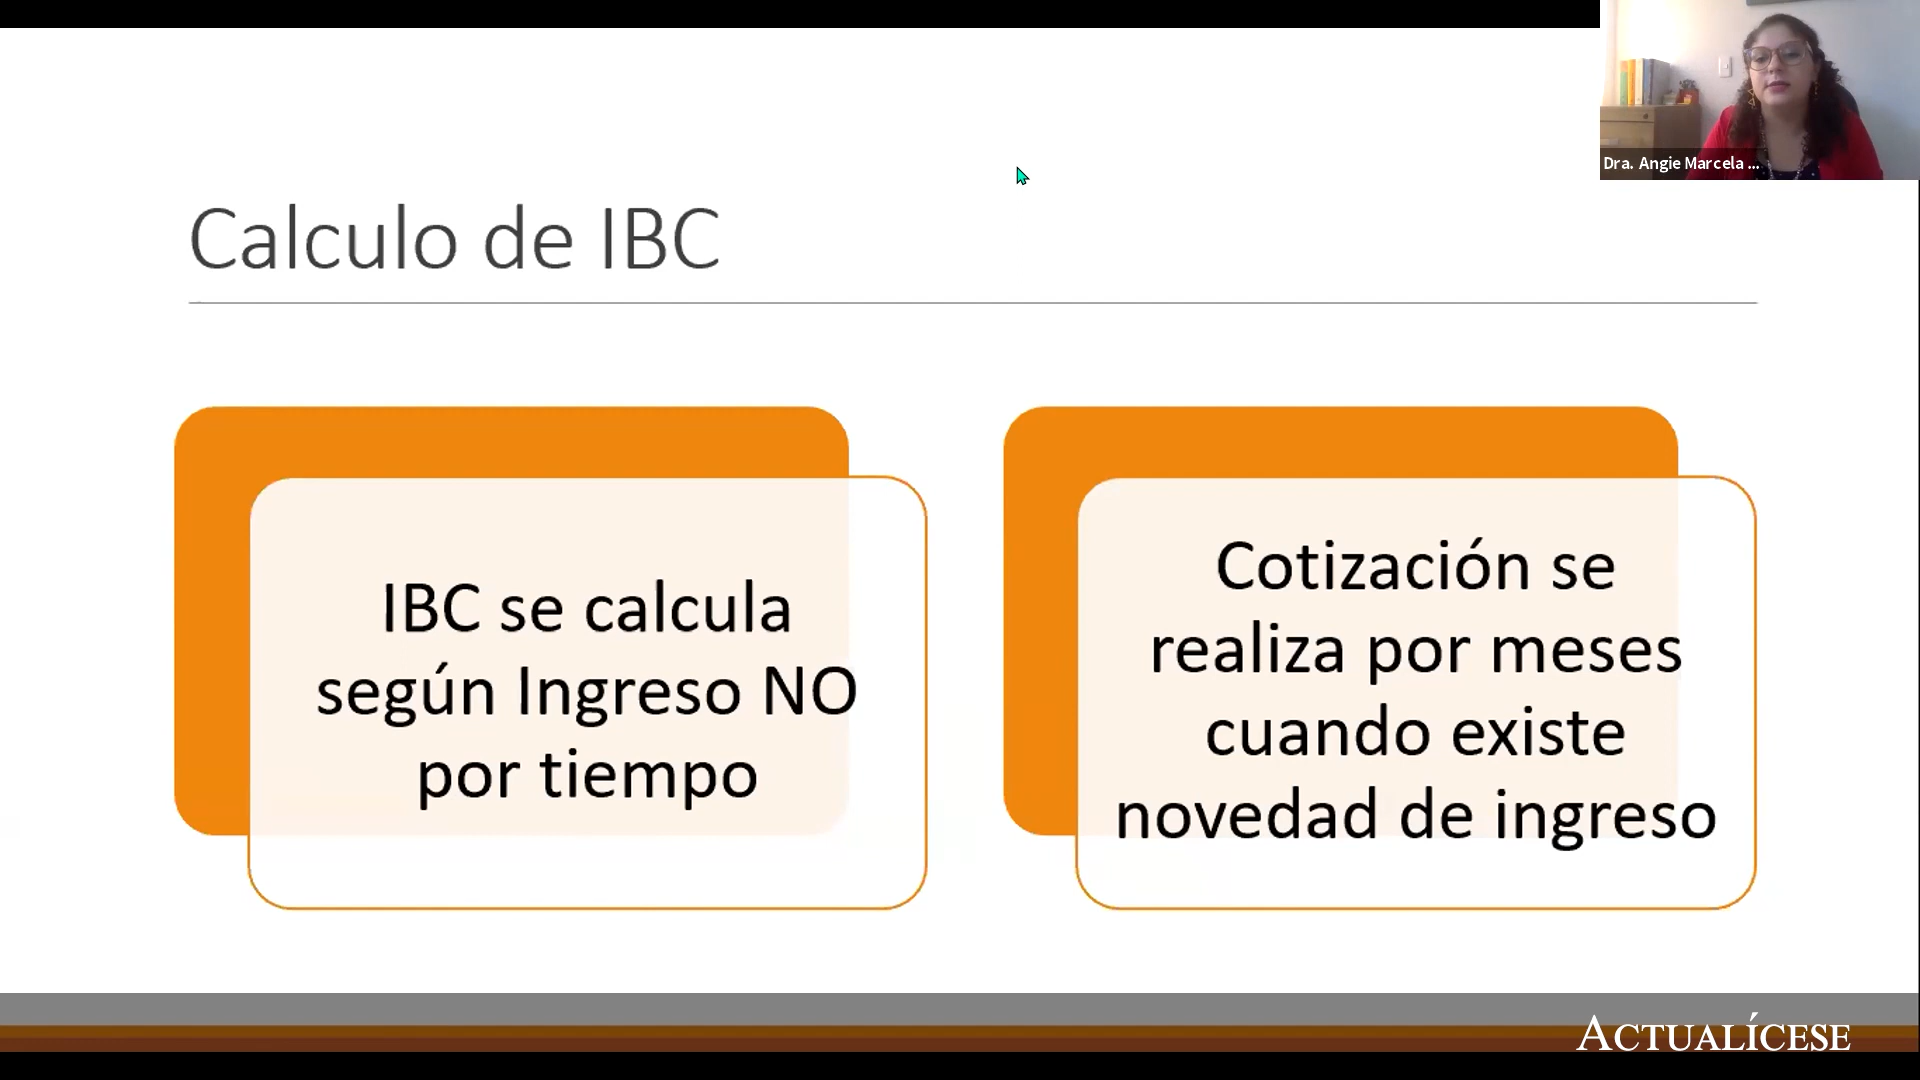 Dra. Angie Marcela ...
Calculo de IBC
IBC se calcula
según Ingreso NO
por tiempo
Cotización se
realiza por meses
cuando existe
novedad de ingreso
ACTUALÍCESE